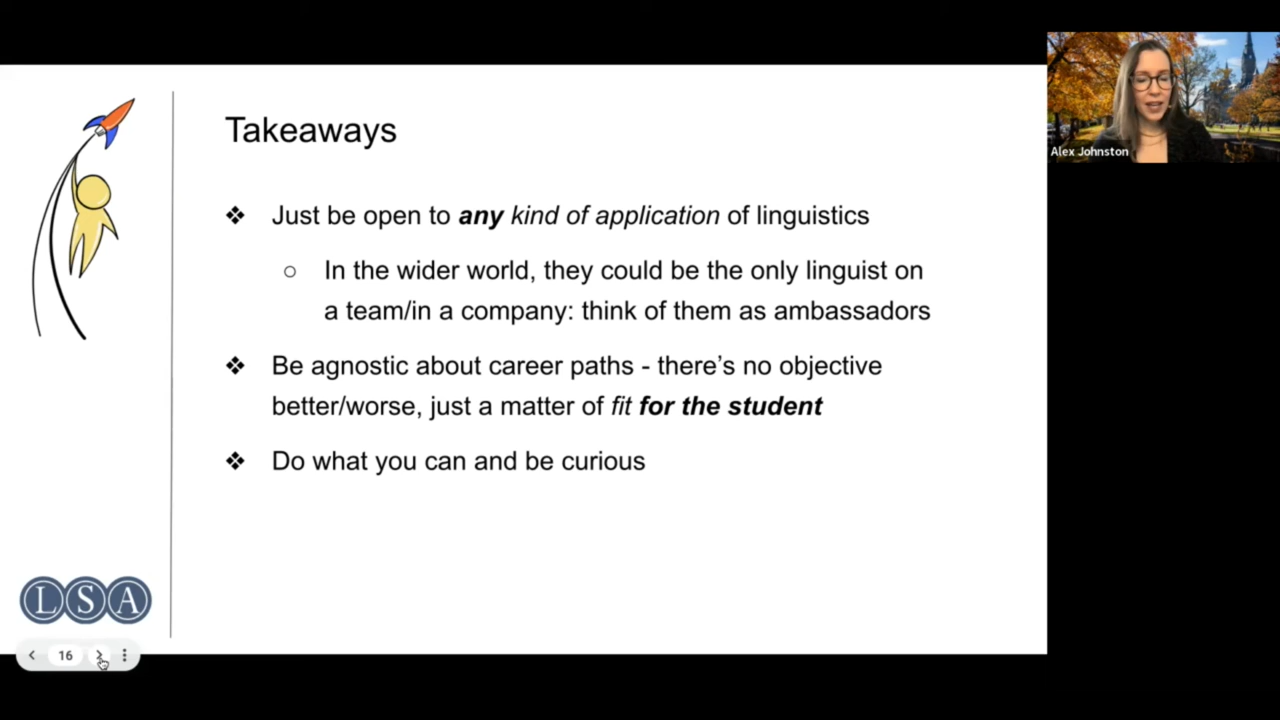 Takeaways
❖ Just be open to any kind of application of linguistics
○ In the wider world, they could be the only linguist on
a team/in a company: think of them as ambassadors
❖ Be agnostic about career paths - there’s no objective
better/worse, just a matter of fit for the student
❖ Do what you can and be curious
LSA
16
Alex Johnston